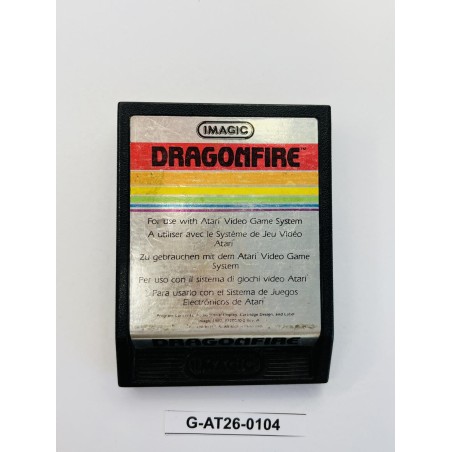 IMAGIC
DRAGONFIRE™
For use with Atari Video Game System
A utiliser avec le Système de Jeu Vidéo
Atari
Zu gebrauchen mit dem Atari Video Game
System
Per uso con il sistema di giochi video Atari
Para usarlo con el Sistema de Juegos
Electrónicos de Atari
DRAGONFIRE
IMAGIC
G-AT26-0104